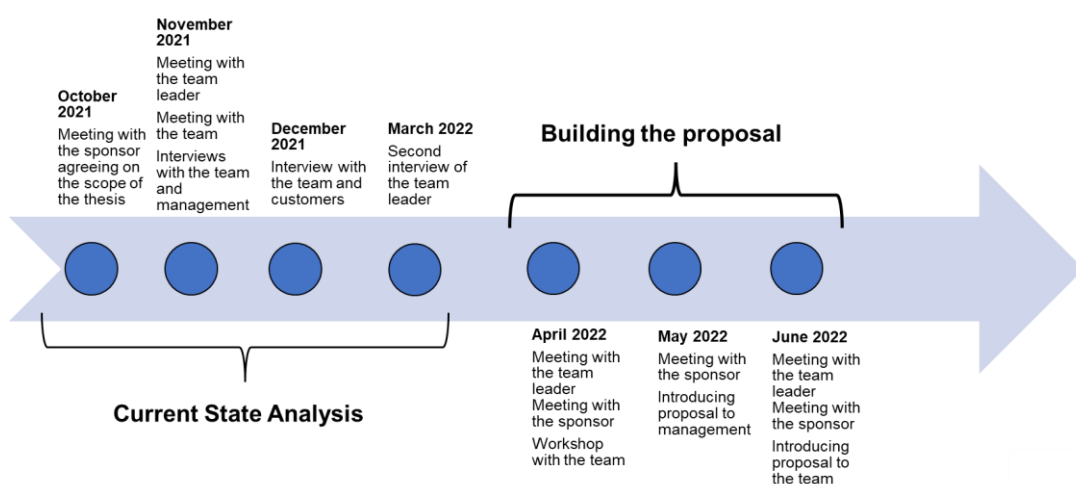 October
2021
Meeting with
the sponsor
agreeing on
the scope of
the thesis
November
2021
Meeting with
the team
leader
Meeting with
the team
Interviews
with the team
and
management
December
2021
Interview with
the team and
customers
March 2022
Second
interview of
the team
leader
Building the proposal
Current State Analysis
April 2022
Meeting with
the team
leader
Meeting with
the sponsor
Workshop
with the team
May 2022
Meeting with
the sponsor
Introducing
proposal to
management
June 2022
Meeting with
the team
leader
Meeting with
the sponsor
Introducing
proposal to
the team